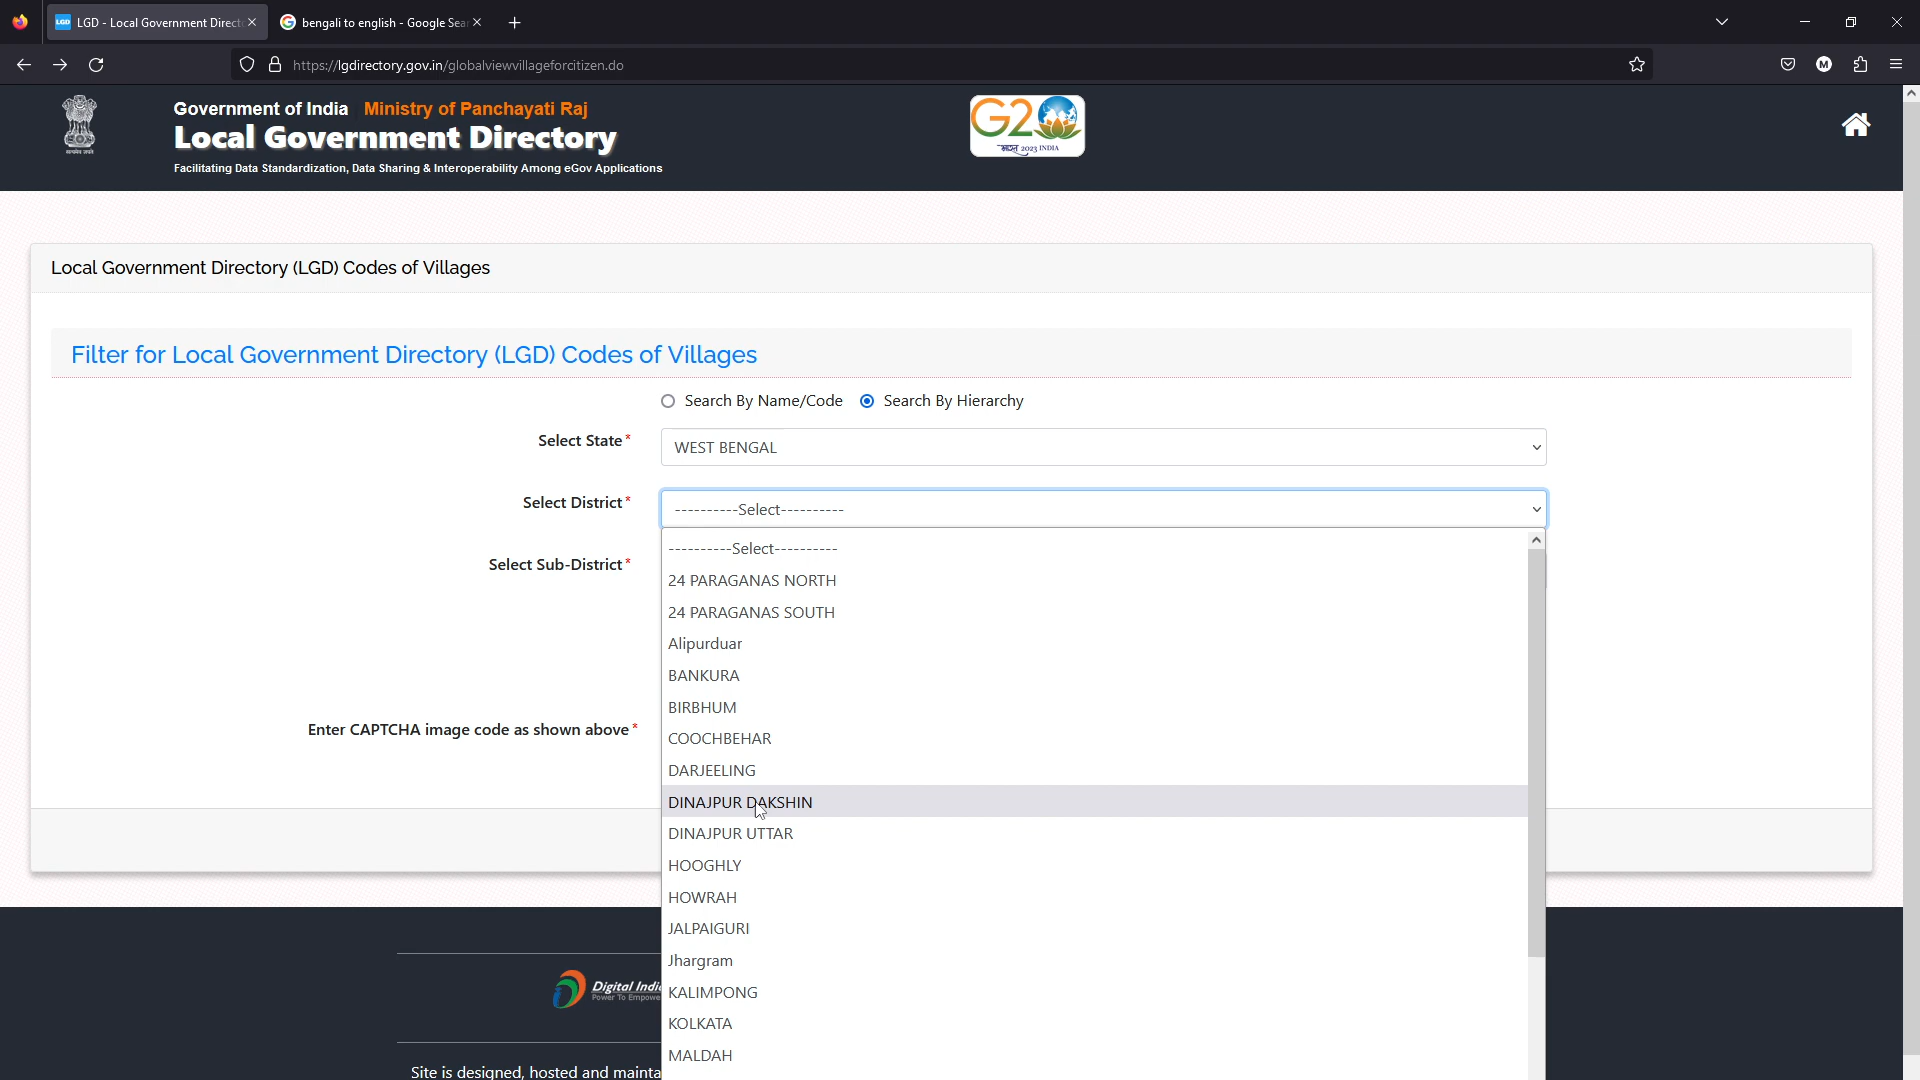 LGD - Local Government Direct
bengali to english - Google Sea
https://lgdirectory.gov.in/globalviewvillageforcitizen.do
M
Government of India Ministry of Panchayati Raj
Local Government Directory
Facilitating Data Standardization, Data Sharing & Interoperability Among eGov Applications
G20
भारत 2023 INDIA
Local Government Directory (LGD) Codes of Villages
Filter for Local Government Directory (LGD) Codes of Villages
Search By Name/Code Search By Hierarchy
Select State* WEST BENGAL
Select District* ----------Select----------
Select Sub-District*
----------Select----------
24 PARAGANAS NORTH
24 PARAGANAS SOUTH
Alipurduar
BANKURA
BIRBHUM
Enter CAPTCHA image code as shown above*
COOCHBEHAR
DARJEELING
DINAJPUR DAKSHIN
DINAJPUR UTTAR
HOOGHLY
HOWRAH
JALPAIGURI
Jhargram
KALIMPONG
KOLKATA
MALDAH
Digital Indi
Power To Empowe
Site is designed, hosted and mainta